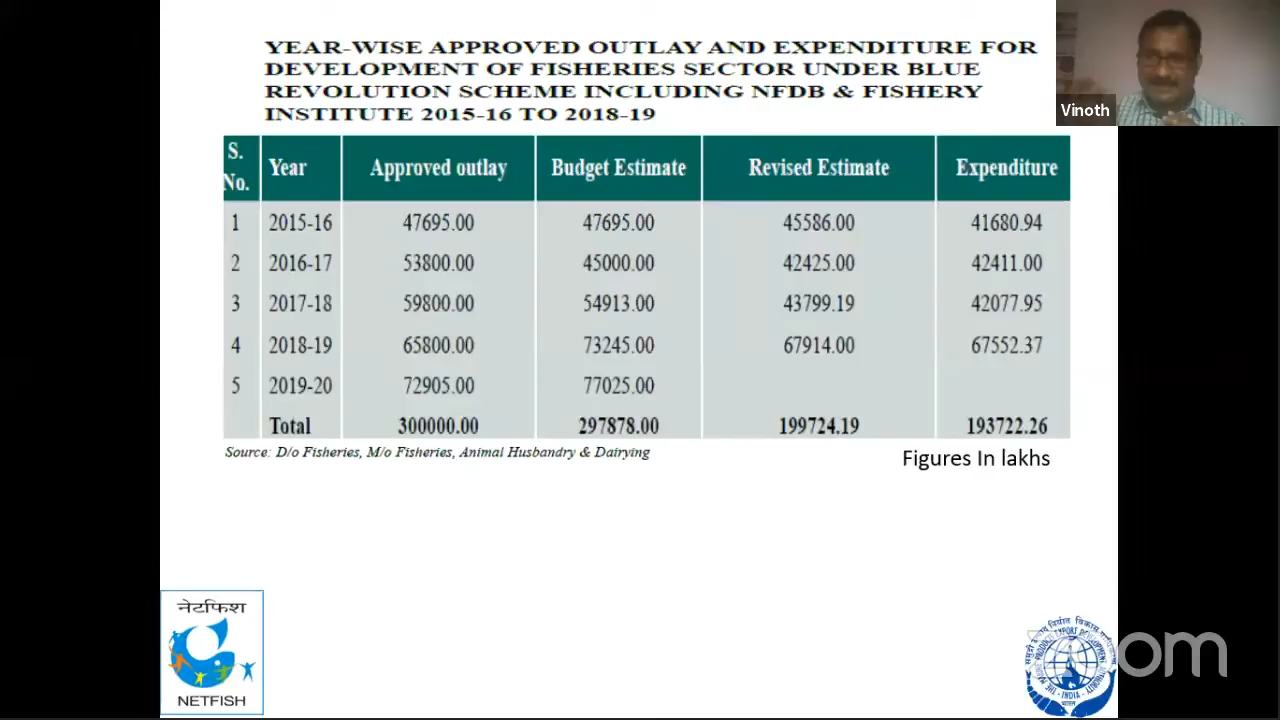 YEAR-WISE APPROVED OUTLAY AND EXPENDITURE FOR
DEVELOPMENT OF FISHERIES SECTOR UNDER BLUE
REVOLUTION SCHEME INCLUDING NFDB & FISHERY
INSTITUTE 2015-16 TO 2018-19
Vinoth
S. No. Year Approved outlay Budget Estimate Revised Estimate Expenditure
1 2015-16 47695.00 47695.00 45586.00 41680.94
2 2016-17 53800.00 45000.00 42425.00 42411.00
3 2017-18 59800.00 54913.00 43799.19 42077.95
4 2018-19 65800.00 73245.00 67914.00 67552.37
5 2019-20 72905.00 77025.00
Total 300000.00 297878.00 199724.19 193722.26
Source: D/o Fisheries, M/o Fisheries, Animal Husbandry & Dairying
Figures In lakhs
नेटफिश
NETFISH
INDIA
om